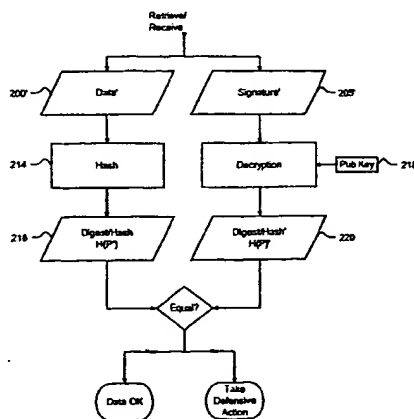 Retrieve/
Receive
200'
Data'
Signature'
205'
214
Hash
Decryption
Pub Key
218
216
Digest/Hash
H(P')
Digest/Hash'
H(P)'
220
Equal?
Data OK
Take
Defensive
Action